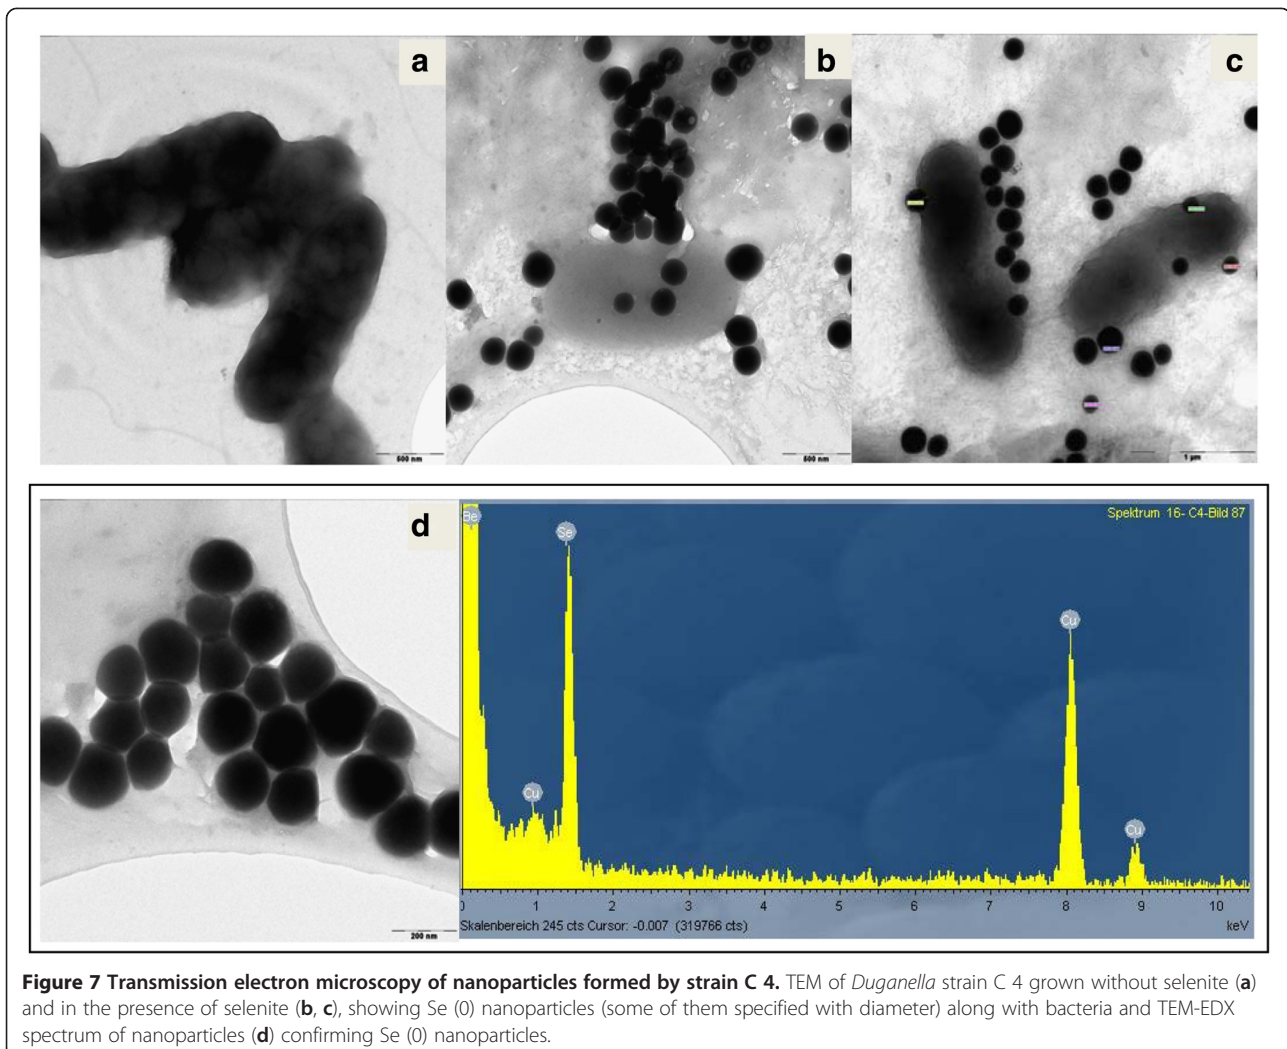 a
b
c
500 nm
500 nm
1 µm
d
200 nm
Spektrum 16- C4-Bild 87
Be
Se
Cu
Cu
Cu
0 1 2 3 4 5 6 7 8 9 10
Skalenbereich 245 cts Cursor: -0.007 (319766 cts)
keV
Figure 7 Transmission electron microscopy of nanoparticles formed by strain C 4. TEM of Duganella strain C 4 grown without selenite (a)
and in the presence of selenite (b, c), showing Se (0) nanoparticles (some of them specified with diameter) along with bacteria and TEM-EDX
spectrum of nanoparticles (d) confirming Se (0) nanoparticles.